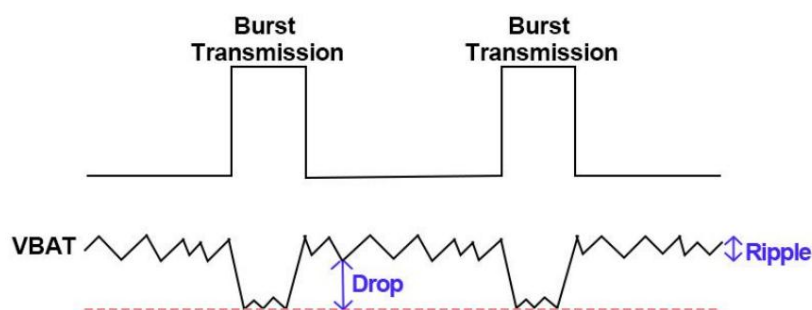 Burst
Transmission
Burst
Transmission
VBAT
Drop
Ripple